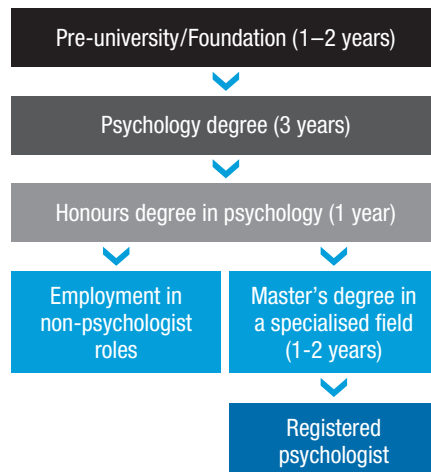 Pre-university/Foundation (1–2 years)
Psychology degree (3 years)
Honours degree in psychology (1 year)
Employment in
non-psychologist
roles
Master's degree in
a specialised field
(1-2 years)
Registered
psychologist